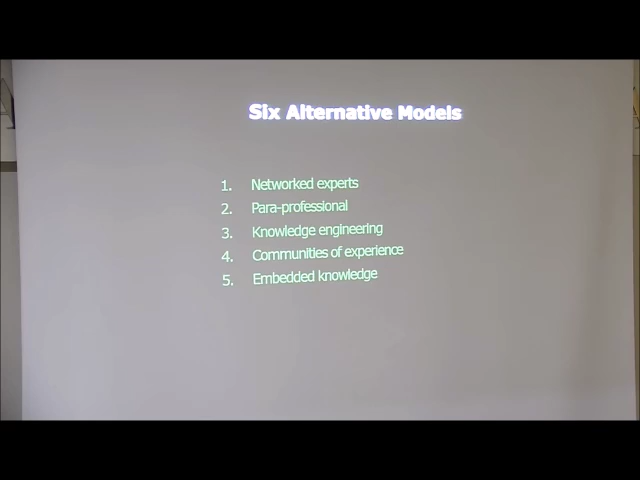 Six Alternative Models
1. Networked experts
2. Para-professional
3. Knowledge engineering
4. Communities of experience
5. Embedded knowledge